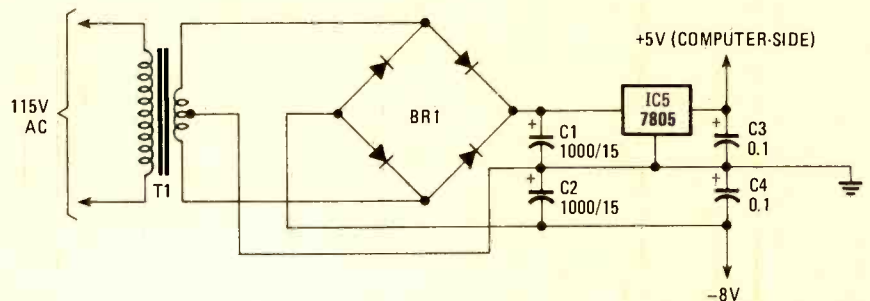 +5V (COMPUTER-SIDE)
115V
AC
T1
BR1
IC5
7805
+
C1
1000/15
+
C2
1000/15
+
C3
0.1
+
C4
0.1
−8V